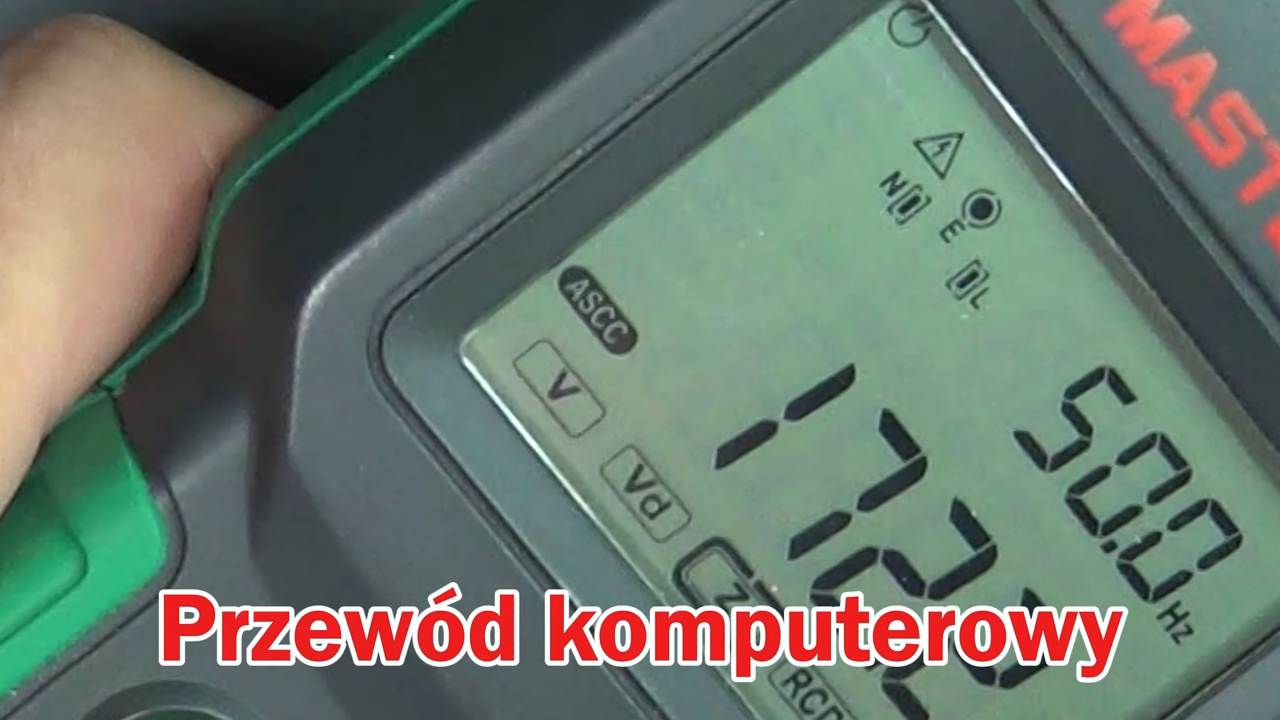 MAST
N
E
L
ASCC
V
Vd
Z
RCD
50.0
Hz
172
Przewód komputerowy